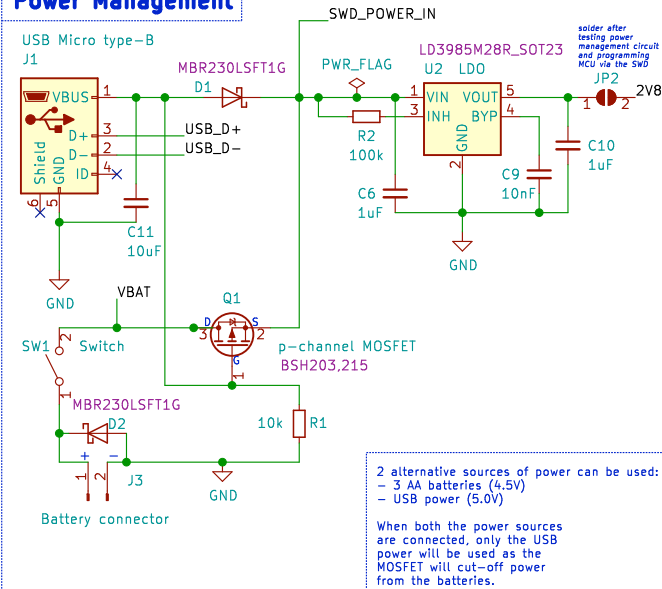 Power Management
SWD_POWER_IN
solder after
testing power
management circuit
and programming
MCU via the SWD
USB Micro type-B
J1
MBR230LSFT1G
D1
PWR_FLAG
LD3985M28R_SOT23
U2 LDO
JP2
2V8
VBUS
1
D+
3
D-
2
ID
4
Shield
GND
6
5
USB_D+
USB_D-
1
VIN
3
INH
VOUT
5
BYP
4
GND
2
1
2
R2
100k
C6
1uF
C9
10nF
C10
1uF
C11
10uF
GND
GND
VBAT
Q1
D
S
3
2
G
1
p-channel MOSFET
BSH203,215
SW1
Switch
2
1
MBR230LSFT1G
D2
10k
R1
+
-
1
2
J3
GND
Battery connector
2 alternative sources of power can be used:
- 3 AA batteries (4.5V)
- USB power (5.0V)
When both the power sources
are connected, only the USB
power will be used as the
MOSFET will cut-off power
from the batteries.